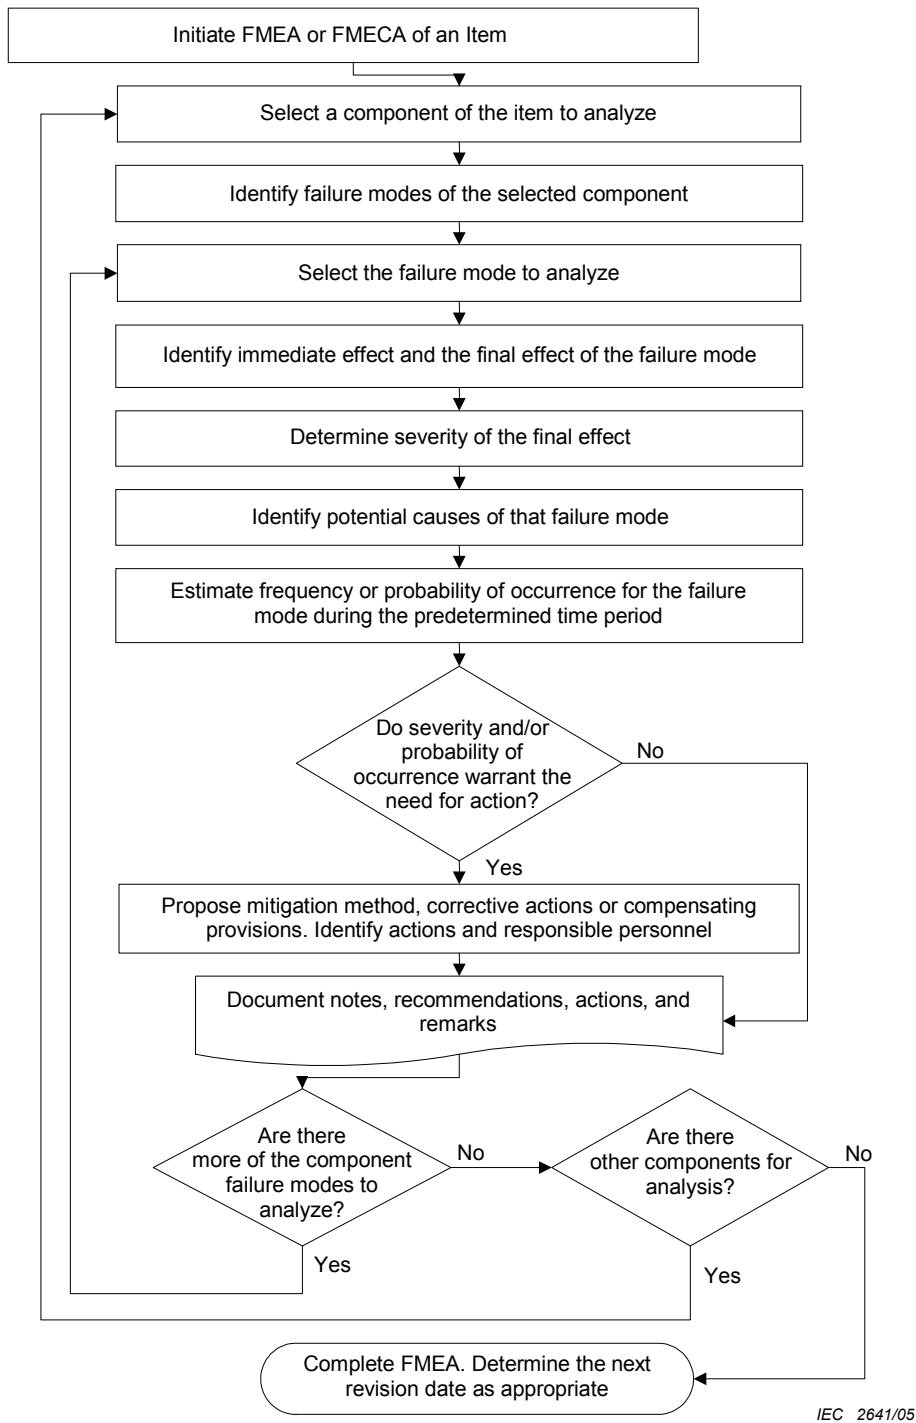 Initiate FMEA or FMECA of an Item
Select a component of the item to analyze
Identify failure modes of the selected component
Select the failure mode to analyze
Identify immediate effect and the final effect of the failure mode
Determine severity of the final effect
Identify potential causes of that failure mode
Estimate frequency or probability of occurrence for the failure
mode during the predetermined time period
Do severity and/or
probability of
occurrence warrant the
need for action?
No
Yes
Propose mitigation method, corrective actions or compensating
provisions. Identify actions and responsible personnel
Document notes, recommendations, actions, and
remarks
Are there
more of the component
failure modes to
analyze?
No
Yes
Are there
other components for
analysis?
No
Yes
Complete FMEA. Determine the next
revision date as appropriate
IEC 2641/05